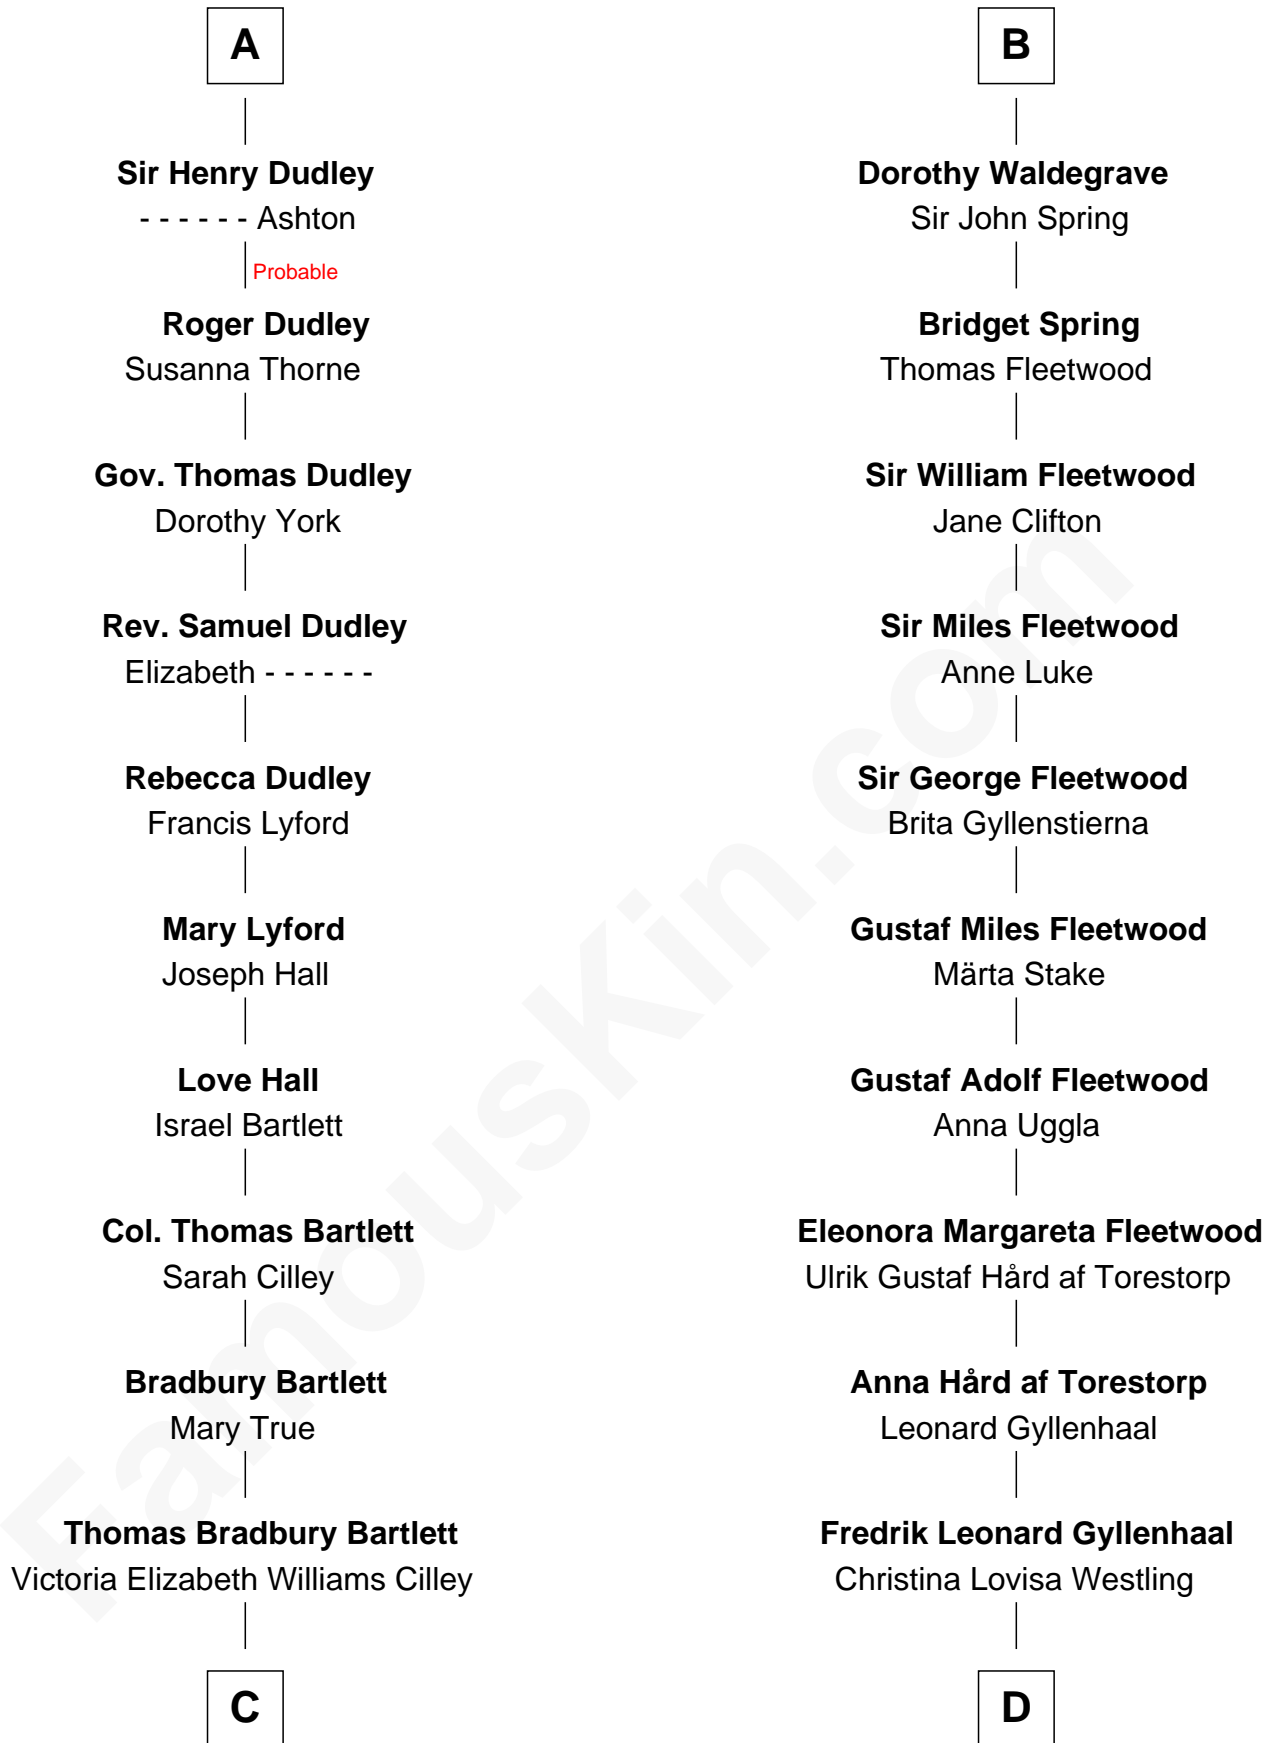 A
Sir Henry Dudley
- - - - - - Ashton
Probable
Roger Dudley
Susanna Thorne
Gov. Thomas Dudley
Dorothy York
Rev. Samuel Dudley
Elizabeth - - - - - -
Rebecca Dudley
Francis Lyford
Mary Lyford
Joseph Hall
Love Hall
Israel Bartlett
Col. Thomas Bartlett
Sarah Cilley
Bradbury Bartlett
Mary True
Thomas Bradbury Bartlett
Victoria Elizabeth Williams Cilley
C
B
Dorothy Waldegrave
Sir John Spring
Bridget Spring
Thomas Fleetwood
Sir William Fleetwood
Jane Clifton
Sir Miles Fleetwood
Anne Luke
Sir George Fleetwood
Brita Gyllenstierna
Gustaf Miles Fleetwood
Märta Stake
Gustaf Adolf Fleetwood
Anna Uggla
Eleonora Margareta Fleetwood
Ulrik Gustaf Hård af Torestorp
Anna Hård af Torestorp
Leonard Gyllenhaal
Fredrik Leonard Gyllenhaal
Christina Lovisa Westling
D
FamousKin.com